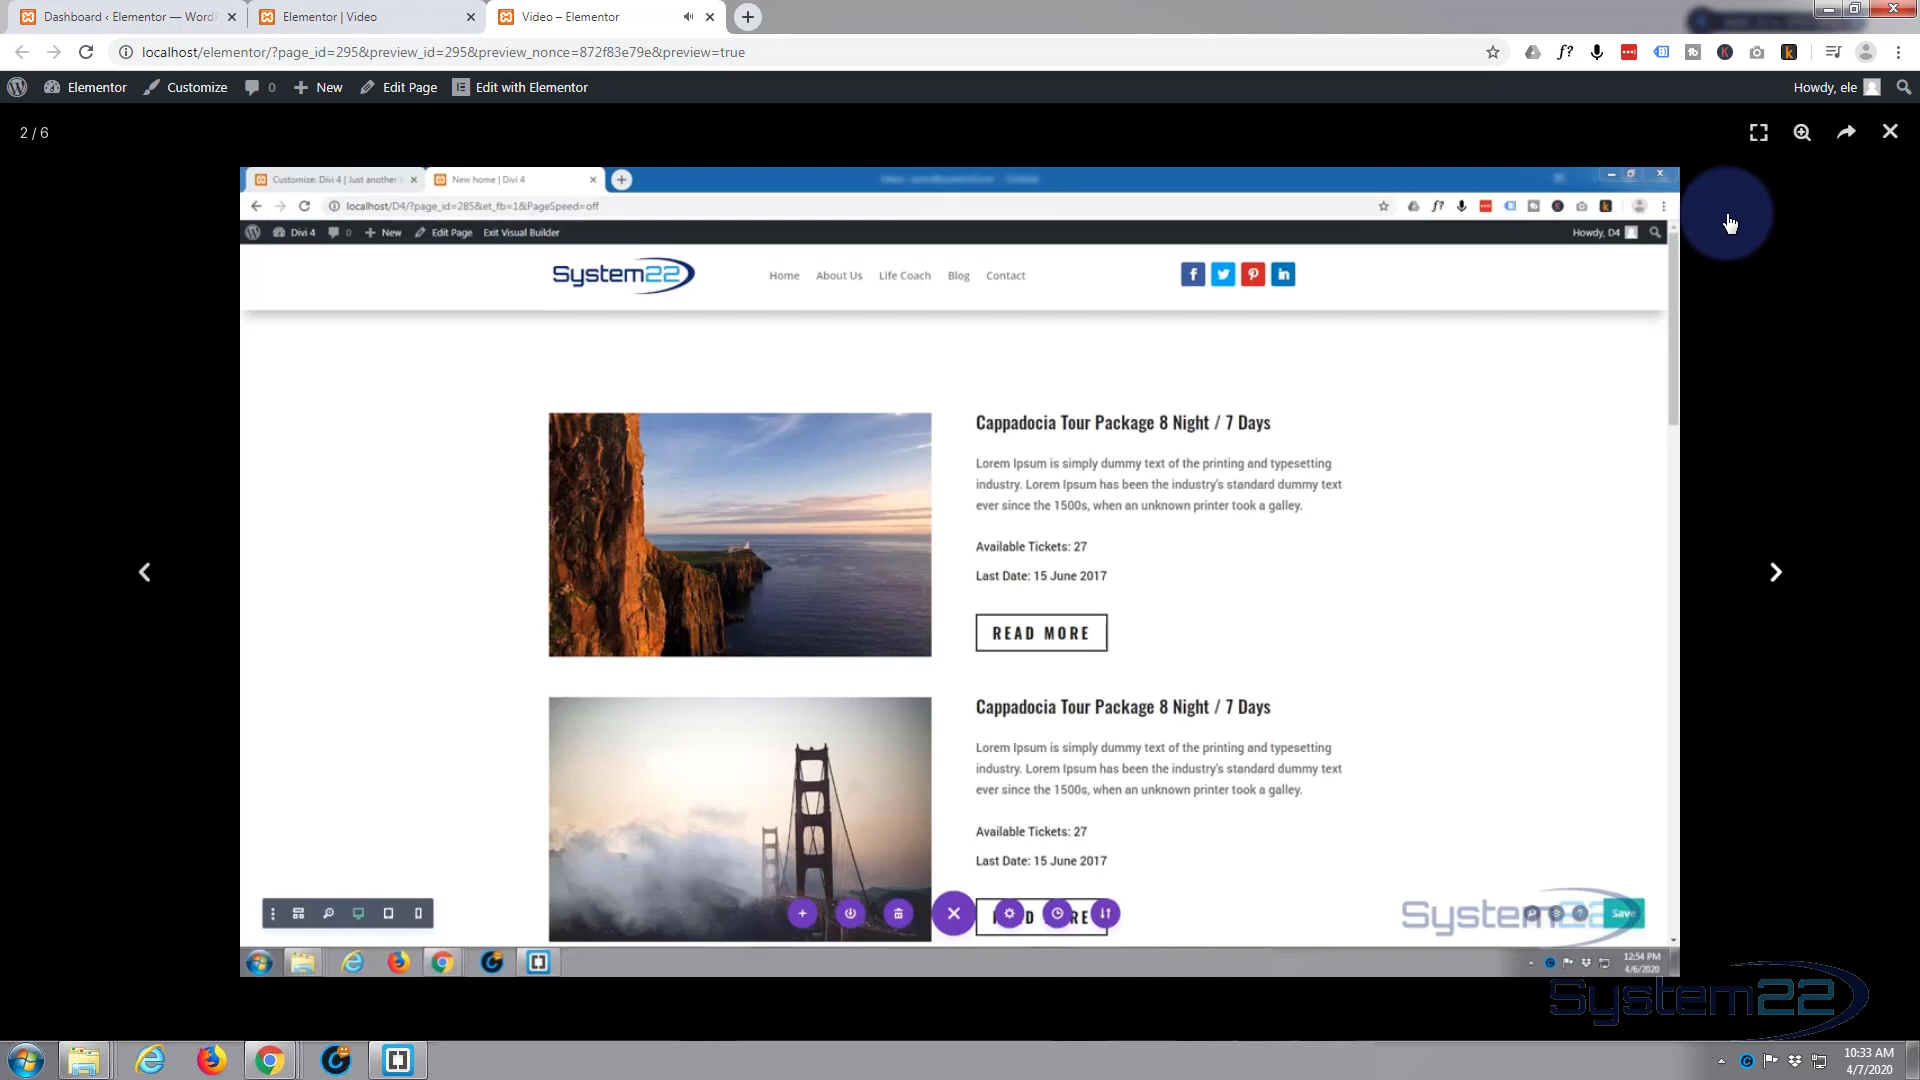 Dashboard ‹ Elementor — Word
Elementor | Video
Video – Elementor
localhost/elementor/?page_id=295&preview_id=295&preview_nonce=872f83e79e&preview=true
Elementor
Customize
0
New
Edit Page
Edit with Elementor
Howdy, ele
2 / 6
Customize: Divi 4 | Just another
New home | Divi 4
localhost/D4/?page_id=285&et_fb=1&PageSpeed=off
Divi 4
0
New
Edit Page
Exit Visual Builder
Howdy, D4
System22
Home
About Us
Life Coach
Blog
Contact
Cappadocia Tour Package 8 Night / 7 Days
Lorem Ipsum is simply dummy text of the printing and typesetting
industry. Lorem Ipsum has been the industry's standard dummy text
ever since the 1500s, when an unknown printer took a galley.
Available Tickets: 27
Last Date: 15 June 2017
READ MORE
Cappadocia Tour Package 8 Night / 7 Days
Lorem Ipsum is simply dummy text of the printing and typesetting
industry. Lorem Ipsum has been the industry's standard dummy text
ever since the 1500s, when an unknown printer took a galley.
Available Tickets: 27
Last Date: 15 June 2017
System22
Save
12:54 PM
4/6/2020
System22
10:33 AM
4/7/2020